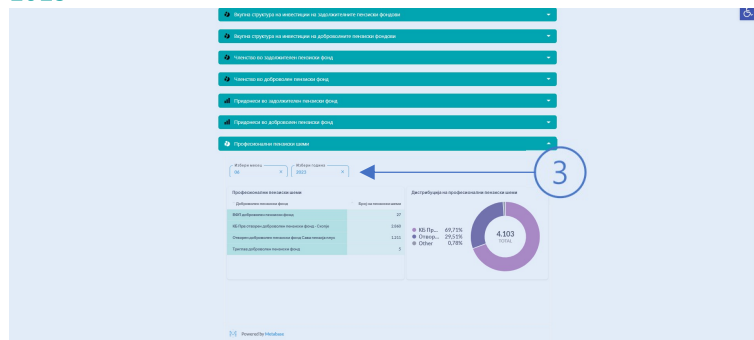 2023
Вкупна структура на инвестиции на задолжителните пензиски фондови
Вкупна структура на инвестиции на доброволните пензиски фондови
Членство во задолжителен пензиски фонд
Членство во доброволен пензиски фонд
Придонеси во задолжителен пензиски фонд
Придонеси во доброволен пензиски фонд
Професионални пензиски шеми
Избери месец
06
Избери година
2023
3
Професионални пензиски шеми
Доброволен пензиски фонд Број на пензиски шеми
ВФП доброволен пензиски фонд 27
КБ Прв отворен доброволен пензиски фонд - Скопје 2.860
Отворен доброволен пензиски фонд Сава пензија плус 1.211
Триглав доброволен пензиски фонд 5
Дистрибуција на професионални пензиски шеми
КБ Пр... 69,71%
Отвор... 29,51%
Other 0,78%
4.103
TOTAL
Powered by Metabase